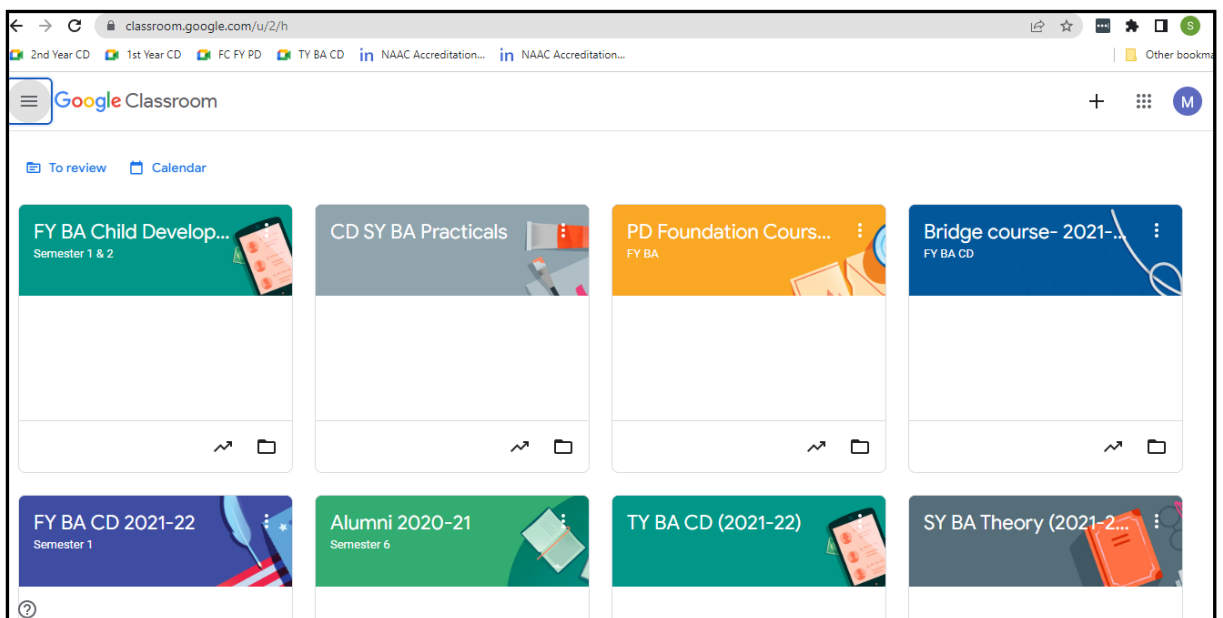 classroom.google.com/u/2/h
S
2nd Year CD 1st Year CD FC FY PD TY BA CD in NAAC Accreditation... in NAAC Accreditation... Other bookma
Google Classroom
M
To review Calendar
FY BA Child Develop...
Semester 1 & 2
CD SY BA Practicals
PD Foundation Cours...
FY BA
Bridge course- 2021-...
FY BA CD
FY BA CD 2021-22
Semester 1
Alumni 2020-21
Semester 6
TY BA CD (2021-22)
SY BA Theory (2021-2...